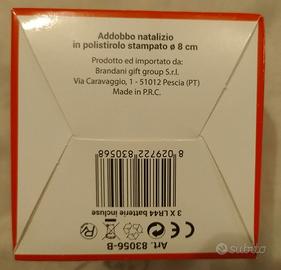 Addobbo natalizio
in polistirolo stampato ø 8 cm
Prodotto ed importato da:
Brandani gift group S.r.l.
Via Caravaggio, 1 - 51012 Pescia (PT)
Made in P.R.C.
Art. 83056-B
3 X LR44 batterie incluse
8 029722 830568
subito